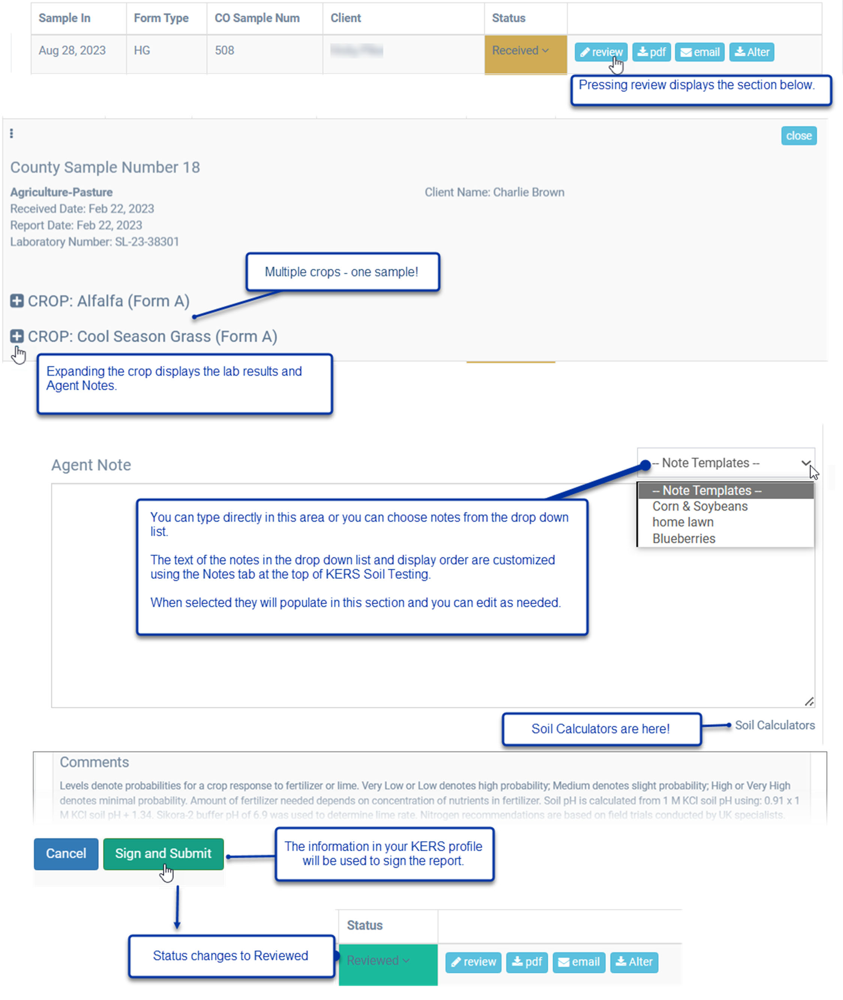 Sample In Form Type CO Sample Num Client Status
Aug 28, 2023 HG 508 Received review pdf email Alter
Pressing review displays the section below.
close
County Sample Number 18
Agriculture-Pasture Client Name: Charlie Brown
Received Date: Feb 22, 2023
Report Date: Feb 22, 2023
Laboratory Number: SL-23-38301
Multiple crops - one sample!
CROP: Alfalfa (Form A)
CROP: Cool Season Grass (Form A)
Expanding the crop displays the lab results and
Agent Notes.
Agent Note
-- Note Templates --
-- Note Templates --
Corn & Soybeans
home lawn
Blueberries
You can type directly in this area or you can choose notes from the drop down
list.
The text of the notes in the drop down list and display order are customized
using the Notes tab at the top of KERS Soil Testing.
When selected they will populate in this section and you can edit as needed.
Soil Calculators are here!
Soil Calculators
Comments
Levels denote probabilities for a crop response to fertilizer or lime. Very Low or Low denotes high probability; Medium denotes slight probability; High or Very High
denotes minimal probability. Amount of fertilizer needed depends on concentration of nutrients in fertilizer. Soil pH is calculated from 1 M KCl soil pH using: 0.91 x 1
M KCl soil pH + 1.34. Sikora-2 buffer pH of 6.9 was used to determine lime rate. Nitrogen recommendations are based on field trials conducted by UK specialists.
Cancel Sign and Submit
The information in your KERS profile
will be used to sign the report.
Status
Status changes to Reviewed
Reviewed review pdf email Alter